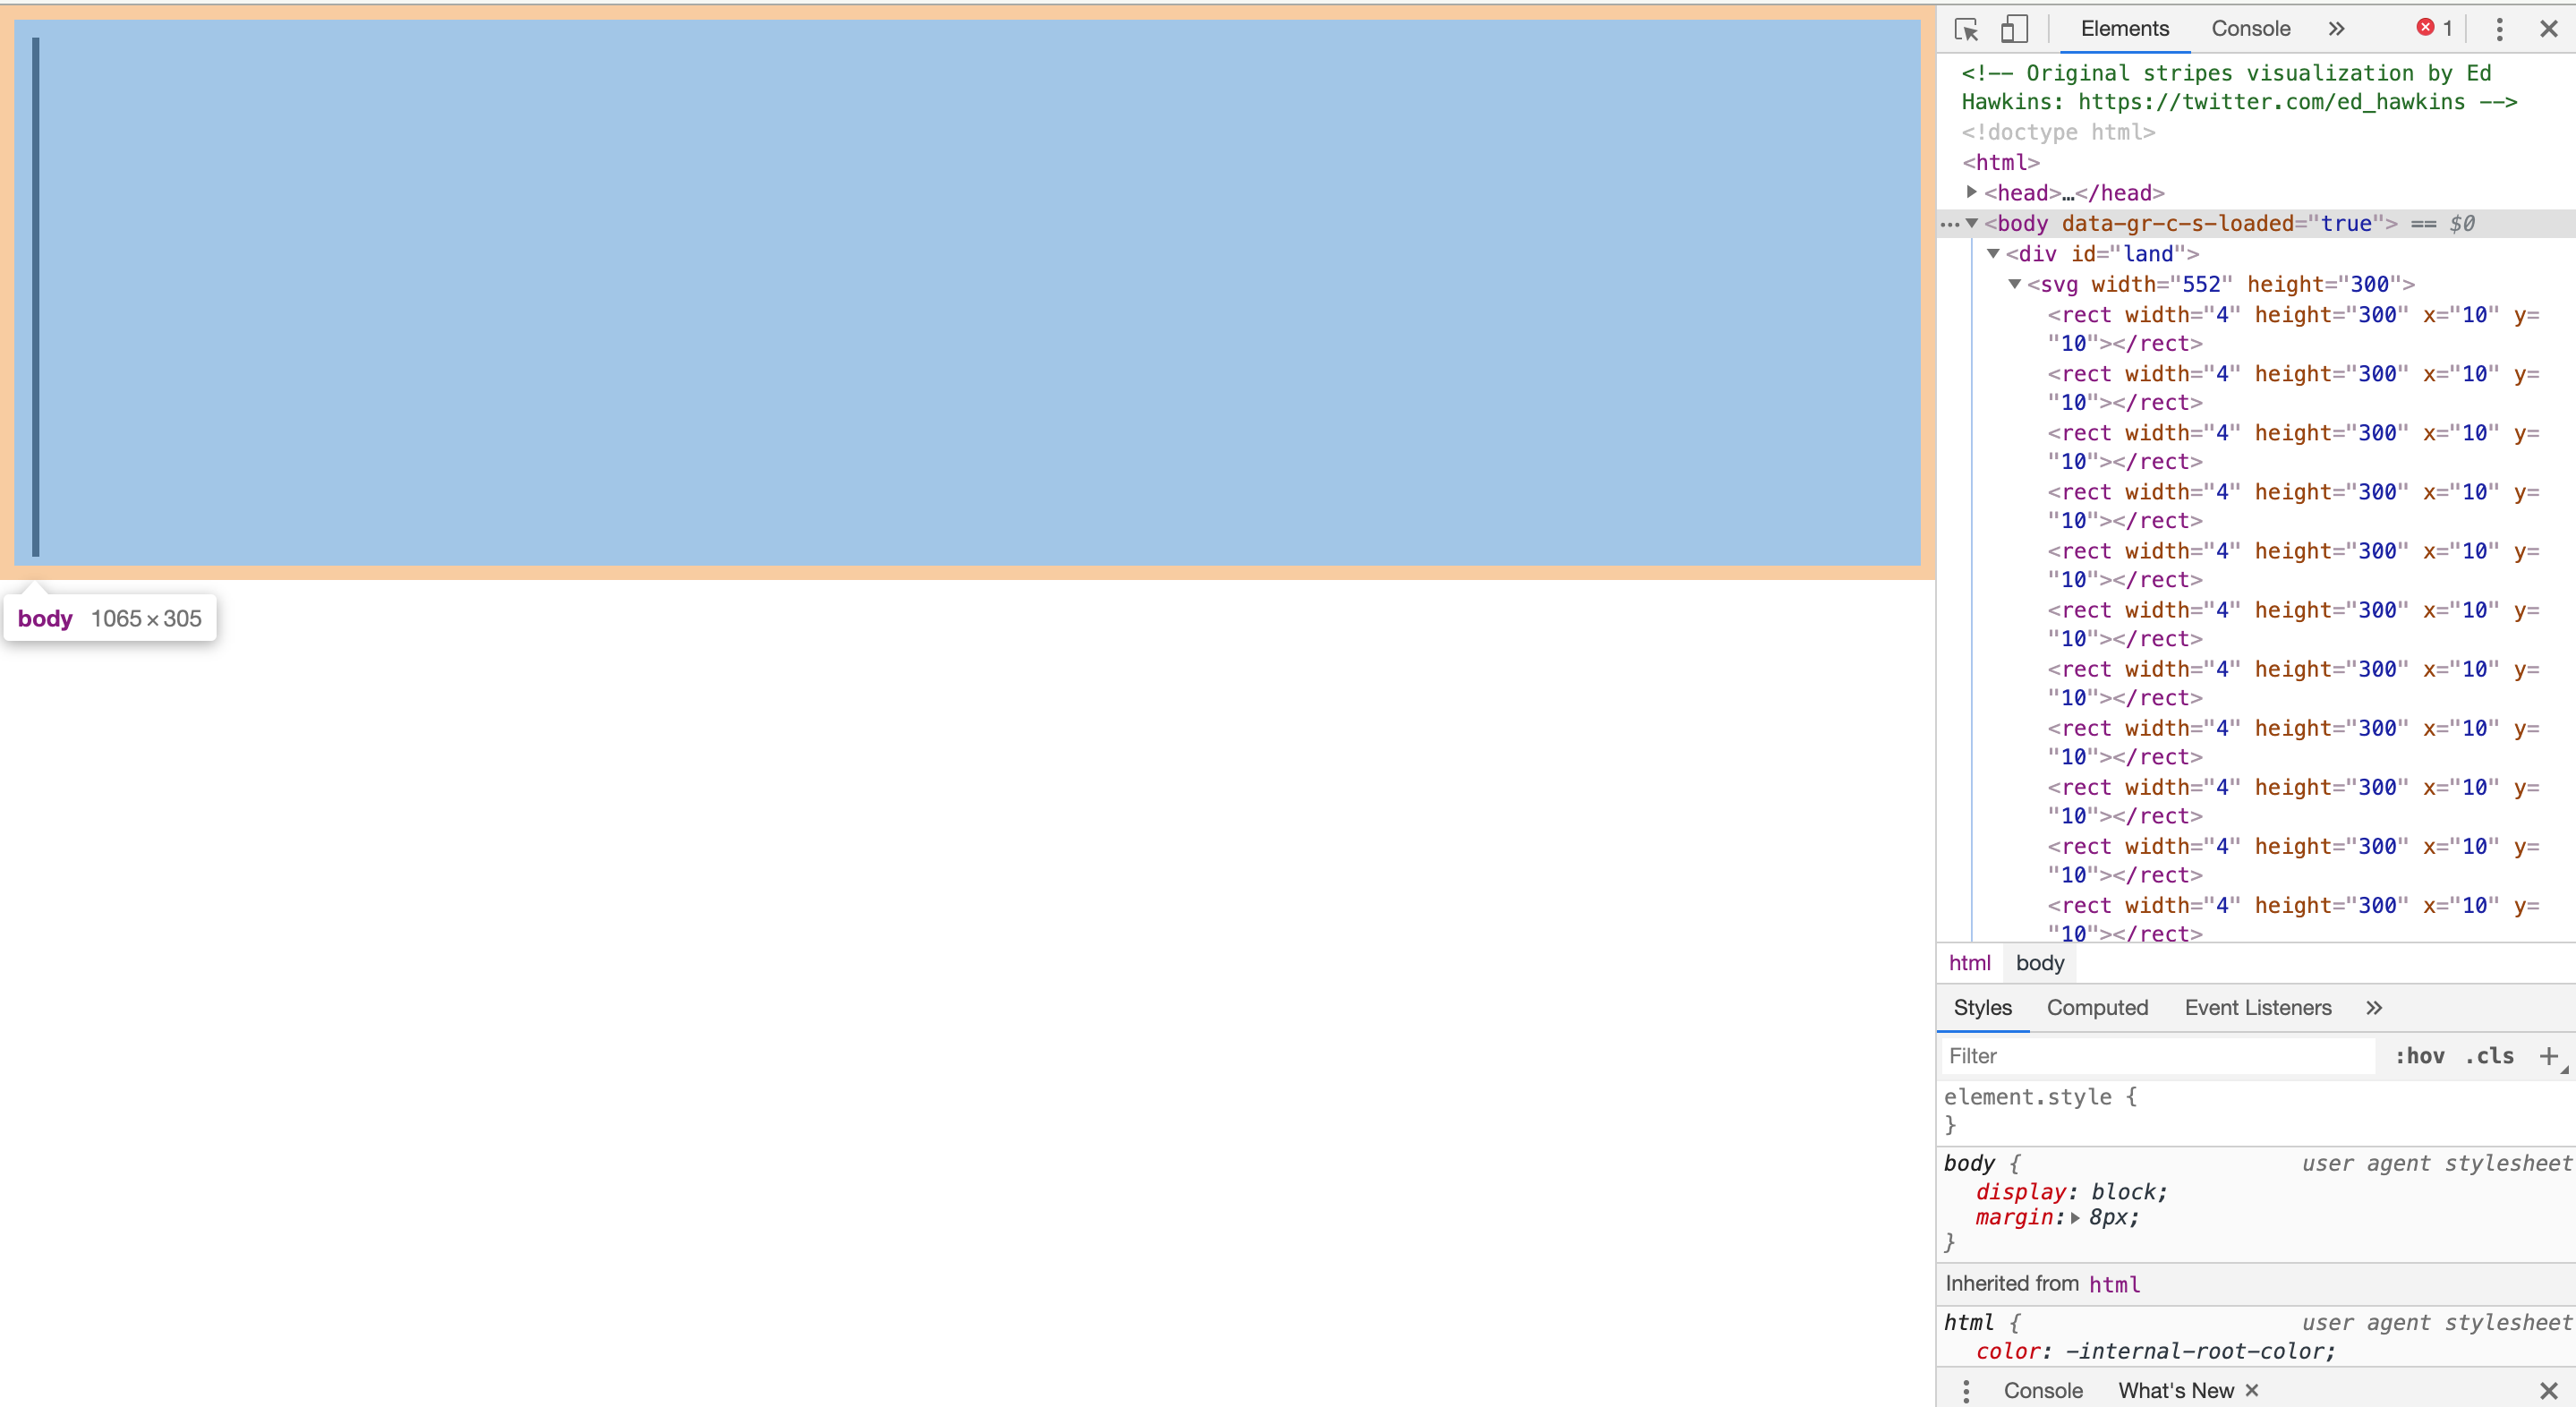 body 1065 × 305
Elements Console » 1
<!-- Original stripes visualization by Ed
Hawkins: https://twitter.com/ed_hawkins -->
<!doctype html>
<html>
<head>…</head>
<body data-gr-c-s-loaded="true"> == $0
<div id="land">
<svg width="552" height="300">
<rect width="4" height="300" x="10" y=
"10"></rect>
<rect width="4" height="300" x="10" y=
"10"></rect>
<rect width="4" height="300" x="10" y=
"10"></rect>
<rect width="4" height="300" x="10" y=
"10"></rect>
<rect width="4" height="300" x="10" y=
"10"></rect>
<rect width="4" height="300" x="10" y=
"10"></rect>
<rect width="4" height="300" x="10" y=
"10"></rect>
<rect width="4" height="300" x="10" y=
"10"></rect>
<rect width="4" height="300" x="10" y=
"10"></rect>
<rect width="4" height="300" x="10" y=
"10"></rect>
<rect width="4" height="300" x="10" y=
"10"></rect>
html body
Styles Computed Event Listeners »
Filter :hov .cls +
element.style {
}
body { user agent stylesheet
display: block;
margin: 8px;
}
Inherited from html
html { user agent stylesheet
color: -internal-root-color;
Console What's New ×